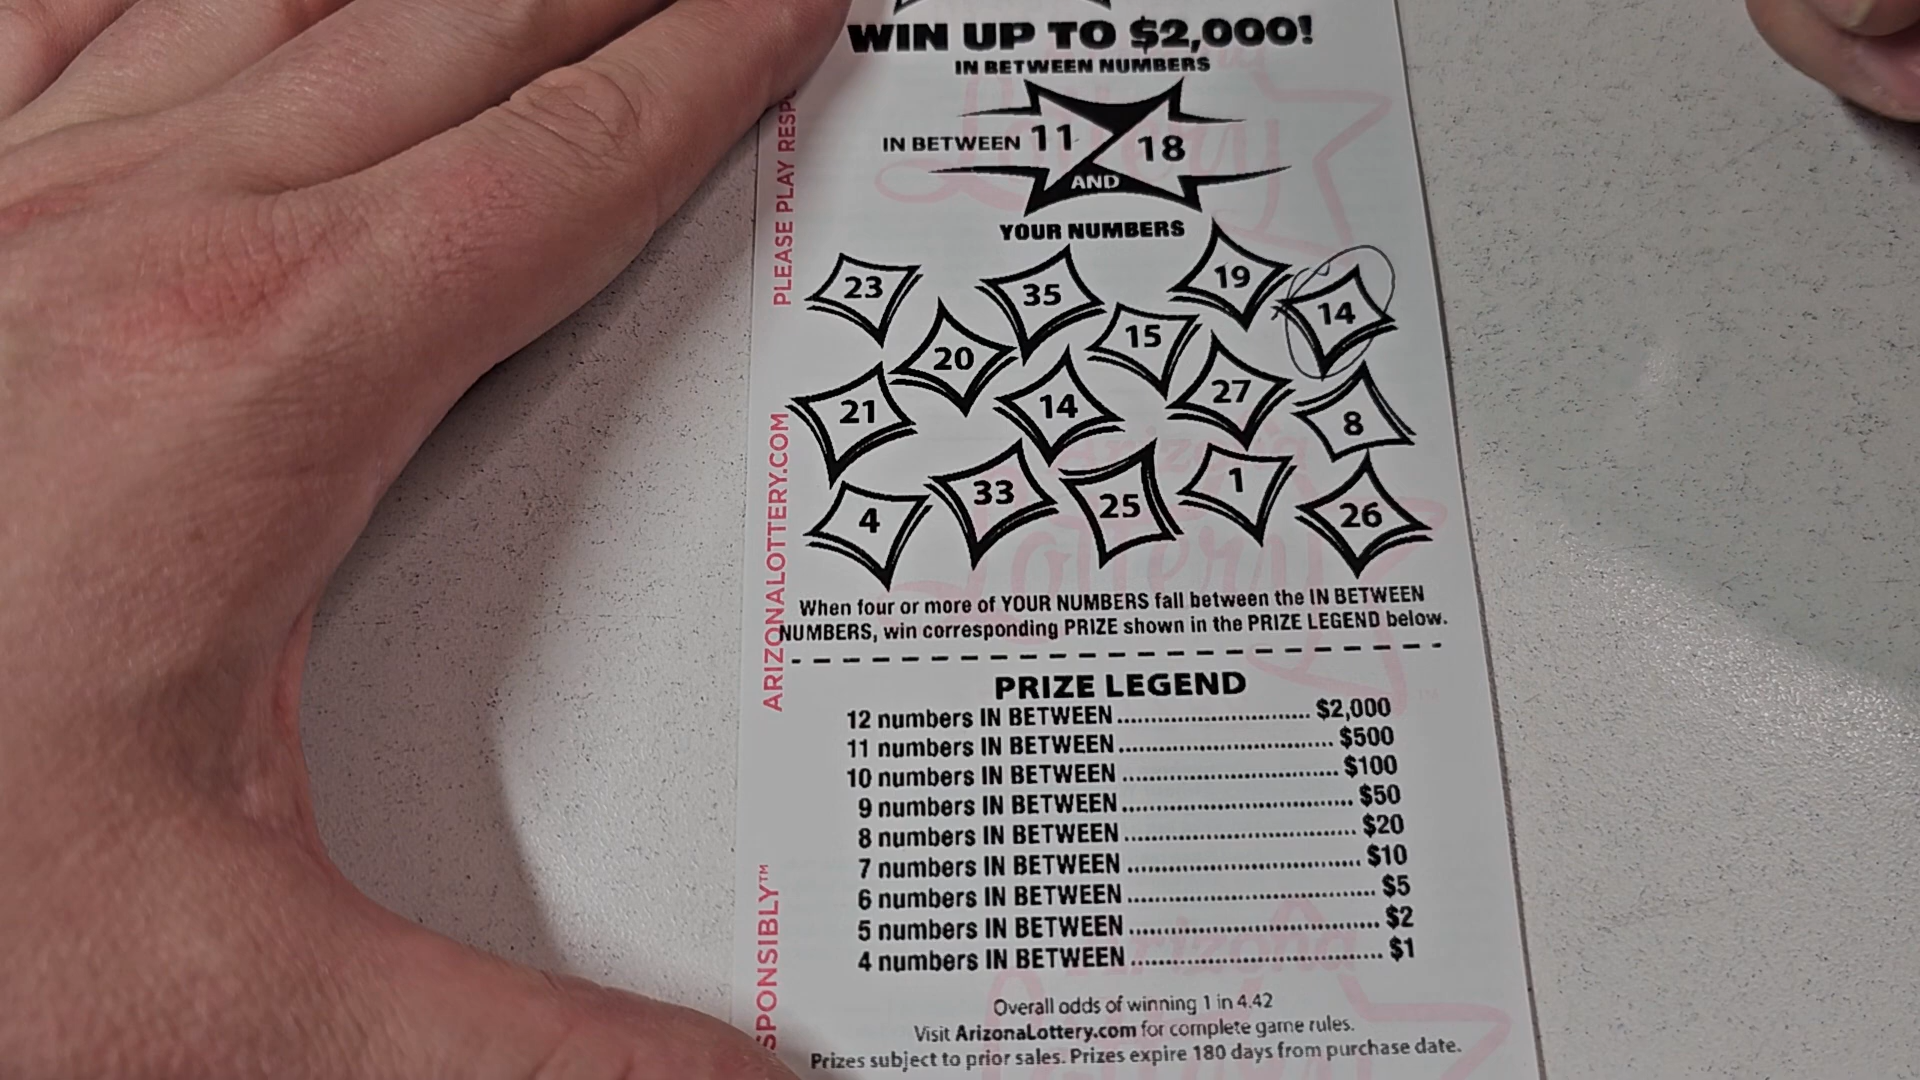 WIN UP TO $2,000!
IN BETWEEN NUMBERS
IN BETWEEN 11
18
AND
YOUR NUMBERS
23
35
19
14
20
15
21
14
27
8
4
33
25
1
26
When four or more of YOUR NUMBERS fall between the IN BETWEEN
NUMBERS, win corresponding PRIZE shown in the PRIZE LEGEND below.
PRIZE LEGEND
12 numbers IN BETWEEN .............................. $2,000
11 numbers IN BETWEEN ................................. $500
10 numbers IN BETWEEN ................................. $100
9 numbers IN BETWEEN ................................... $50
8 numbers IN BETWEEN ................................... $20
7 numbers IN BETWEEN ................................... $10
6 numbers IN BETWEEN ..................................... $5
5 numbers IN BETWEEN ..................................... $2
4 numbers IN BETWEEN ..................................... $1
Overall odds of winning 1 in 4.42
Visit ArizonaLottery.com for complete game rules.
Prizes subject to prior sales. Prizes expire 180 days from purchase date.
PLEASE PLAY RESP
ARIZONALOTTERY.COM
SPONSIBLY™
Arizona
Lottery